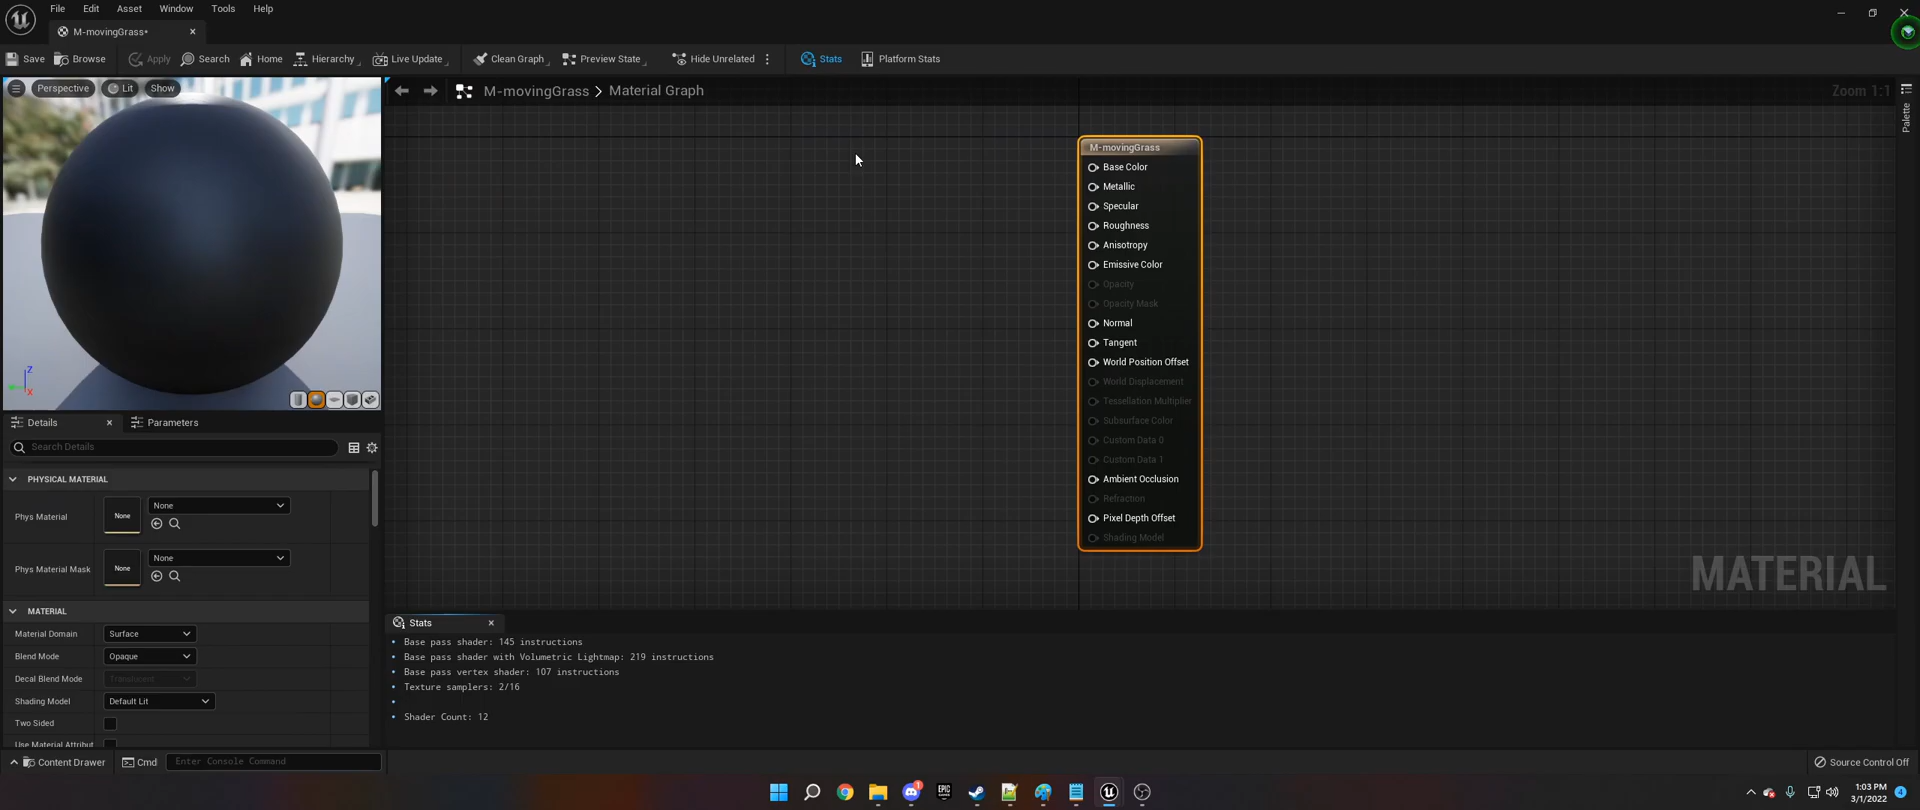 File Edit Asset Window Tools Help
M-movingGrass*
Save Browse Apply Search Home Hierarchy Live Update Clean Graph Preview State Hide Unrelated Stats Platform Stats
Perspective Lit Show
M-movingGrass > Material Graph
Zoom 1:1
Palette
M-movingGrass
Base Color
Metallic
Specular
Roughness
Anisotropy
Emissive Color
Opacity
Opacity Mask
Normal
Tangent
World Position Offset
World Displacement
Tessellation Multiplier
Subsurface Color
Custom Data 0
Custom Data 1
Ambient Occlusion
Refraction
Pixel Depth Offset
Shading Model
MATERIAL
Z
X
Details Parameters
Search Details
PHYSICAL MATERIAL
Phys Material None None
Phys Material Mask None None
MATERIAL
Material Domain Surface
Blend Mode Opaque
Decal Blend Mode Translucent
Shading Model Default Lit
Two Sided
Use Material Attribut
Stats
Base pass shader: 145 instructions
Base pass shader with Volumetric Lightmap: 219 instructions
Base pass vertex shader: 107 instructions
Texture samplers: 2/16
Shader Count: 12
Content Drawer Cmd Enter Console Command Source Control Off
EPIC
1
1:03 PM
3/1/2022
4